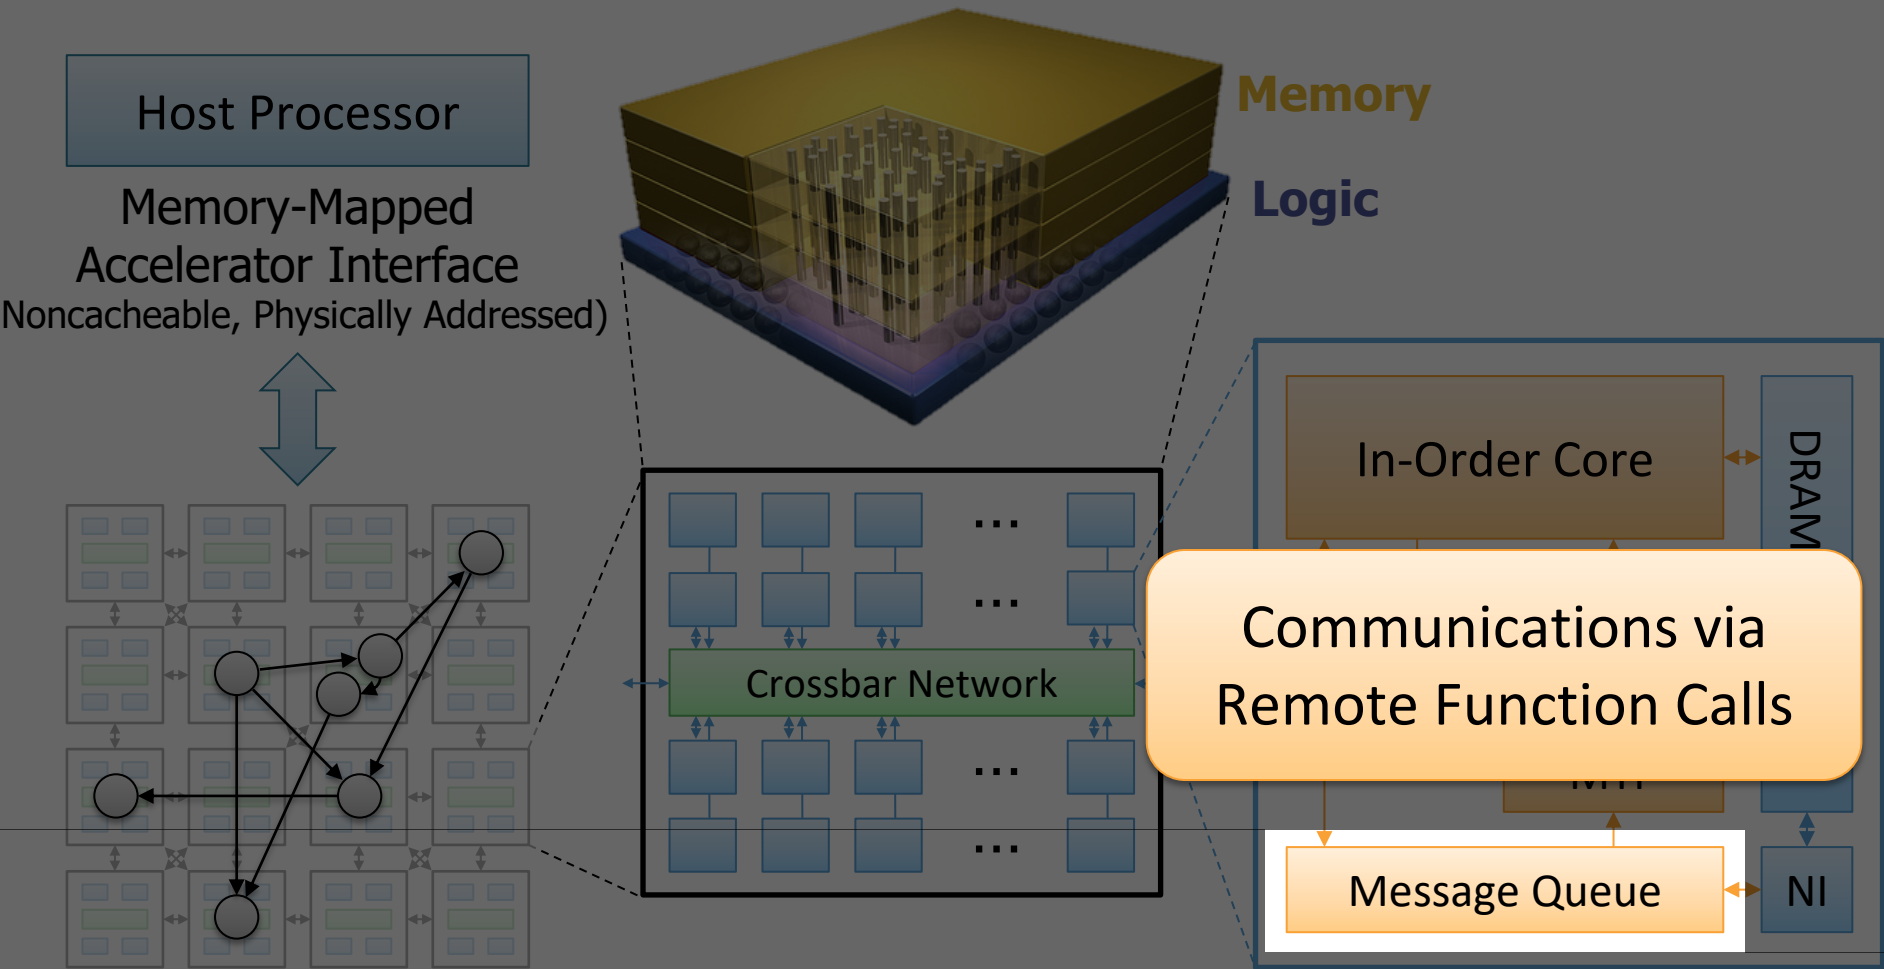 Host Processor
Memory-Mapped
Accelerator Interface
Noncacheable, Physically Addressed)
Memory
Logic
In-Order Core
DRAM
...
...
Crossbar Network
...
...
Communications via
Remote Function Calls
Message Queue
NI